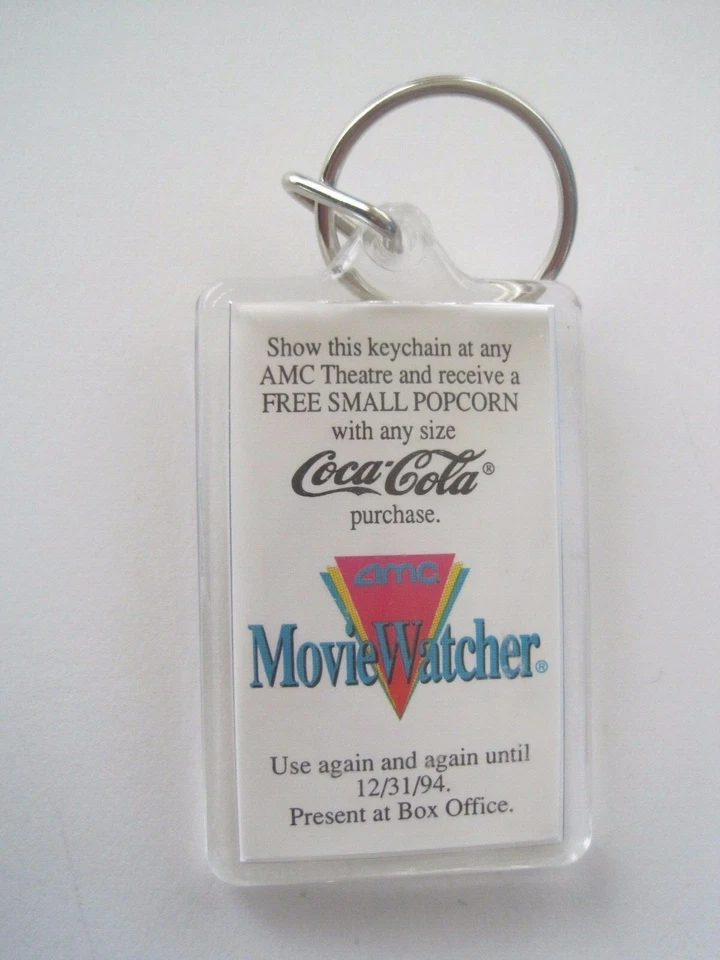 Show this keychain at any
AMC Theatre and receive a
FREE SMALL POPCORN
with any size
Coca-Cola®
purchase.
amc
MovieWatcher®
Use again and again until
12/31/94.
Present at Box Office.